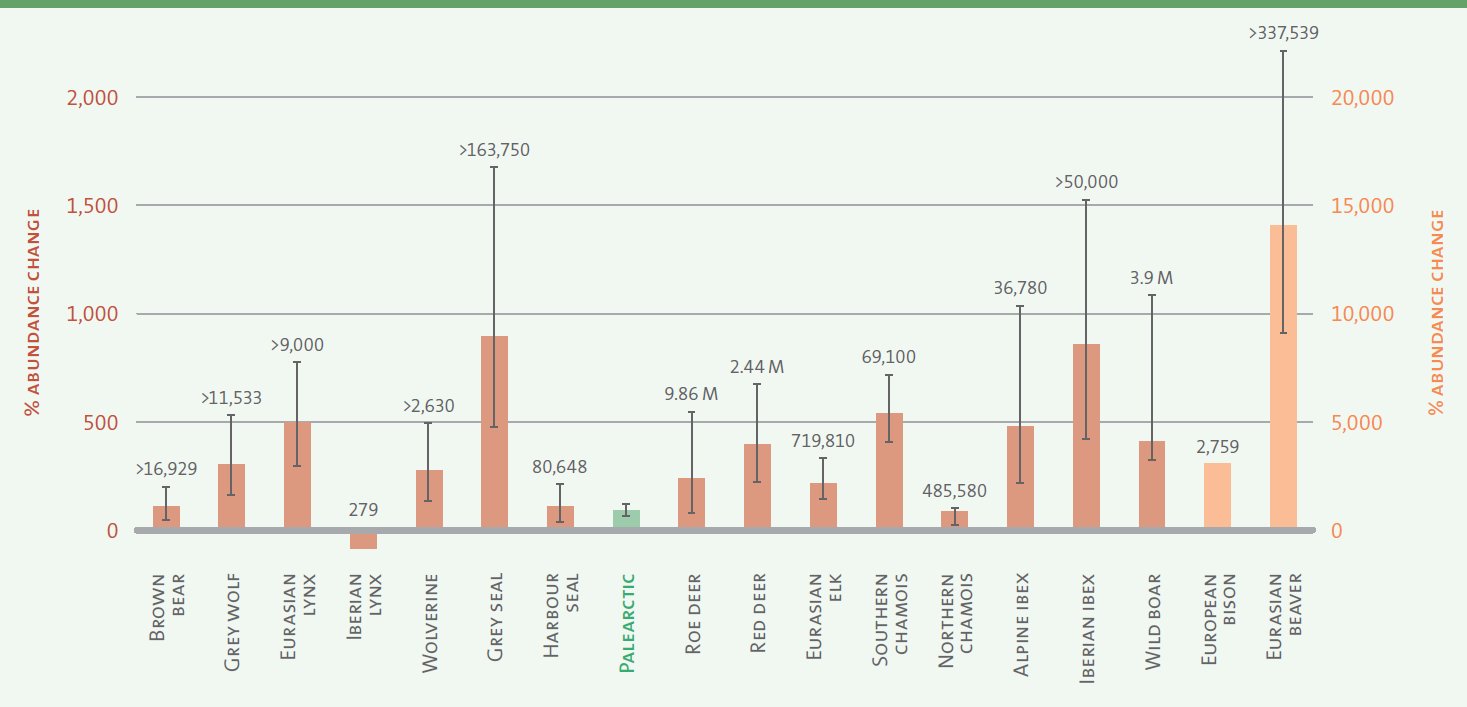 >337,539
2,000
20,000
>163,750
>50,000
1,500
15,000
3.9 M
36,780
1,000
10,000
>9,000
69,100
2.44 M
>11,533
9.86 M
>2,630
% ABUNDANCE CHANGE
% ABUNDANCE CHANGE
500
5,000
719,810
2,759
>16,929
80,648
485,580
279
0
0
BROWN
BEAR
GREY WOLF
EURASIAN
LYNX
IBERIAN
LYNX
WOLVERINE
GREY SEAL
HARBOUR
SEAL
PALEARCTIC
ROE DEER
RED DEER
EURASIAN
ELK
SOUTHERN
CHAMOIS
NORTHERN
CHAMOIS
ALPINE IBEX
IBERIAN IBEX
WILD BOAR
EUROPEAN
BISON
EURASIAN
BEAVER